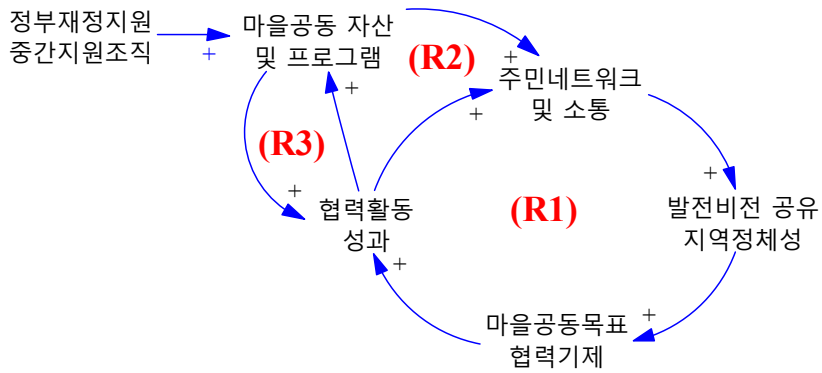 정부재정지원
중간지원조직
+
마을공동 자산
및 프로그램
+
(R2)
+
주민네트워크
및 소통
+
(R3)
+
협력활동
성과
+
(R1)
+
발전비전 공유
지역정체성
마을공동목표
협력기제
+